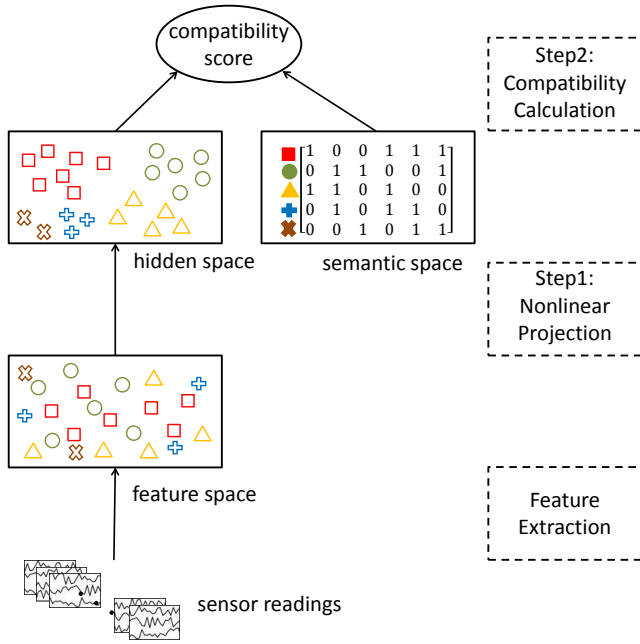 compatibility
score
Step2:
Compatibility
Calculation
1 0 0 1 1 1
0 1 1 0 0 1
1 1 0 1 0 0
0 1 0 1 1 0
0 0 1 0 1 1
hidden space
semantic space
Step1:
Nonlinear
Projection
feature space
Feature
Extraction
sensor readings